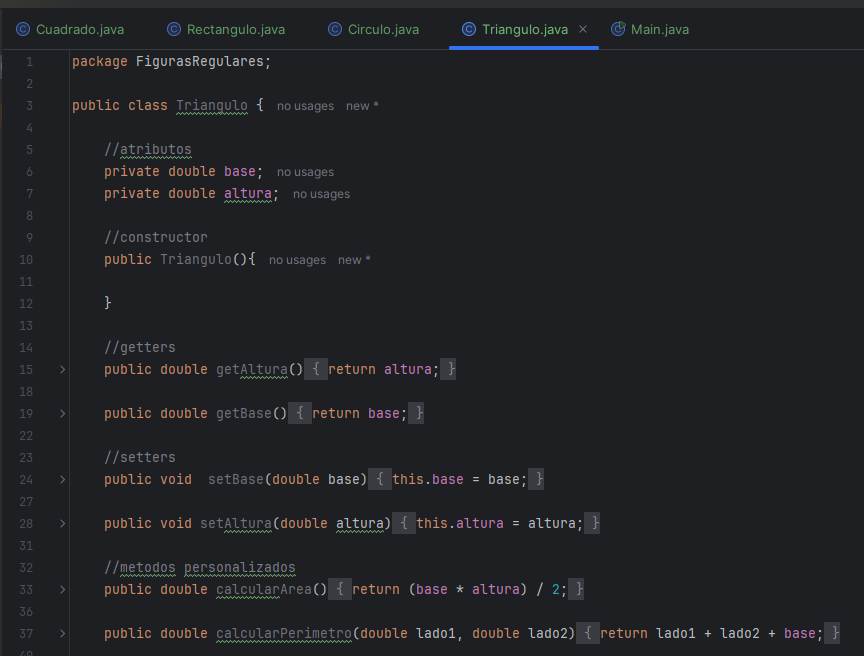 Cuadrado.java Rectangulo.java Circulo.java Triangulo.java Main.java
1 package FigurasRegulares;
2
3 public class Triangulo { no usages new *
4
5 //atributos
6 private double base; no usages
7 private double altura; no usages
8
9 //constructor
10 public Triangulo(){ no usages new *
11
12 }
13
14 //getters
15 public double getAltura() { return altura; }
18
19 public double getBase() { return base; }
22
23 //setters
24 public void setBase(double base) { this.base = base; }
27
28 public void setAltura(double altura) { this.altura = altura; }
31
32 //metodos personalizados
33 public double calcularArea() { return (base * altura) / 2; }
36
37 public double calcularPerimetro(double lado1, double lado2) { return lado1 + lado2 + base; }